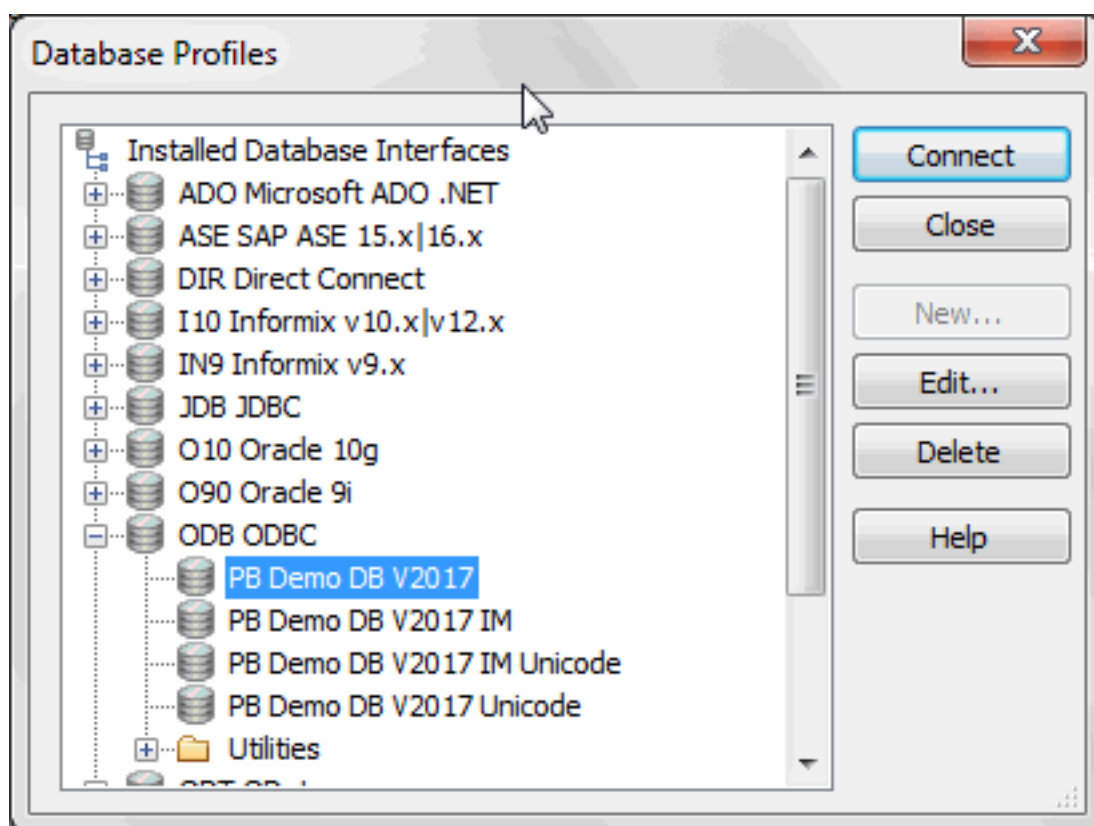 Database Profiles
Installed Database Interfaces
ADO Microsoft ADO .NET
ASE SAP ASE 15.x|16.x
DIR Direct Connect
I10 Informix v10.x|v12.x
IN9 Informix v9.x
JDB JDBC
O10 Oracle 10g
O90 Oracle 9i
ODB ODBC
PB Demo DB V2017
PB Demo DB V2017 IM
PB Demo DB V2017 IM Unicode
PB Demo DB V2017 Unicode
Utilities
Connect
Close
New...
Edit...
Delete
Help